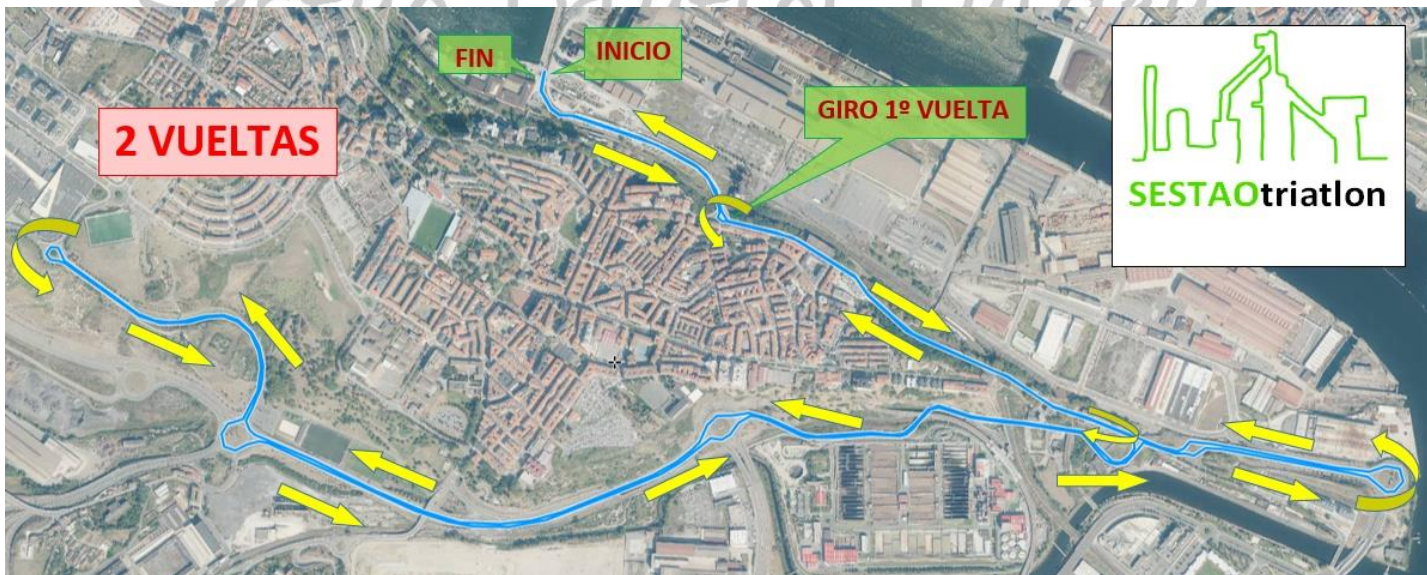 FIN
INICIO
GIRO 1º VUELTA
2 VUELTAS
SESTAOtriatlon